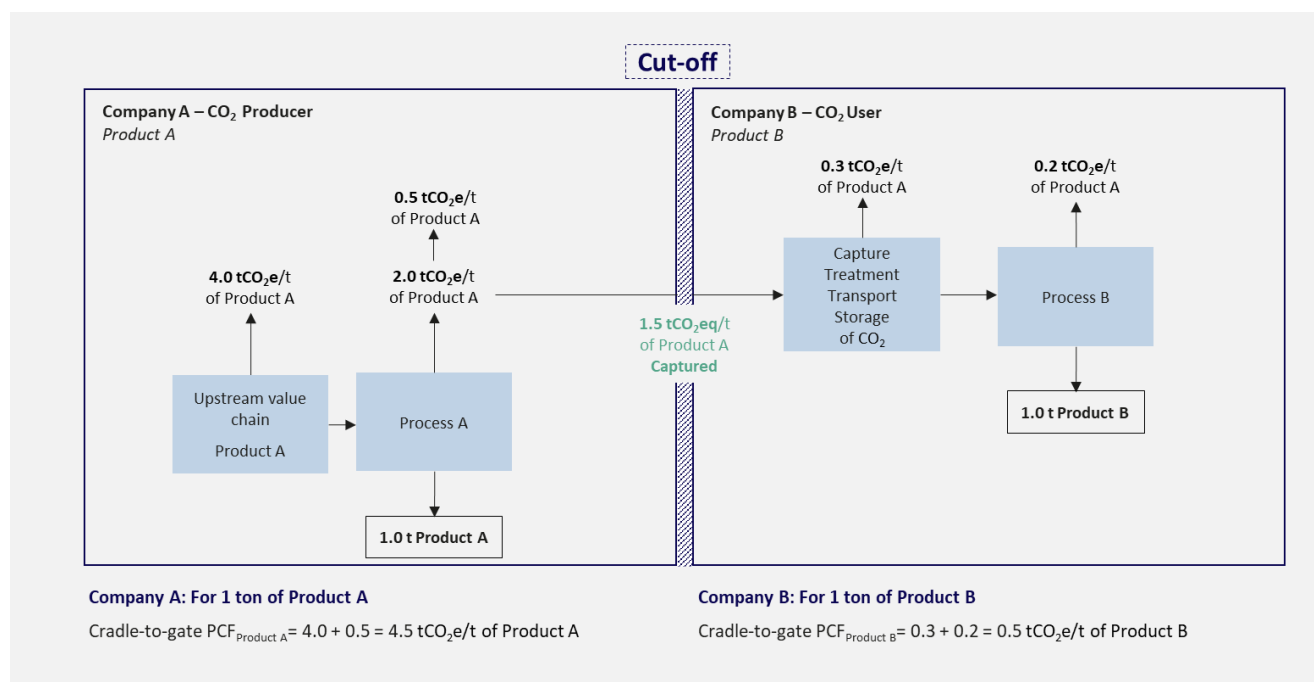 Cut-off
Company A – CO₂ Producer
Product A
0.5 tCO₂e/t
of Product A
4.0 tCO₂e/t
of Product A
2.0 tCO₂e/t
of Product A
Upstream value
chain
Product A
Process A
1.0 t Product A
1.5 tCO₂eq/t
of Product A
Captured
Company B – CO₂ User
Product B
0.3 tCO₂e/t
of Product A
0.2 tCO₂e/t
of Product A
Capture
Treatment
Transport
Storage
of CO₂
Process B
1.0 t Product B
Company A: For 1 ton of Product A
Cradle-to-gate PCF Product A= 4.0 + 0.5 = 4.5 tCO₂e/t of Product A
Company B: For 1 ton of Product B
Cradle-to-gate PCF Product B= 0.3 + 0.2 = 0.5 tCO₂e/t of Product B